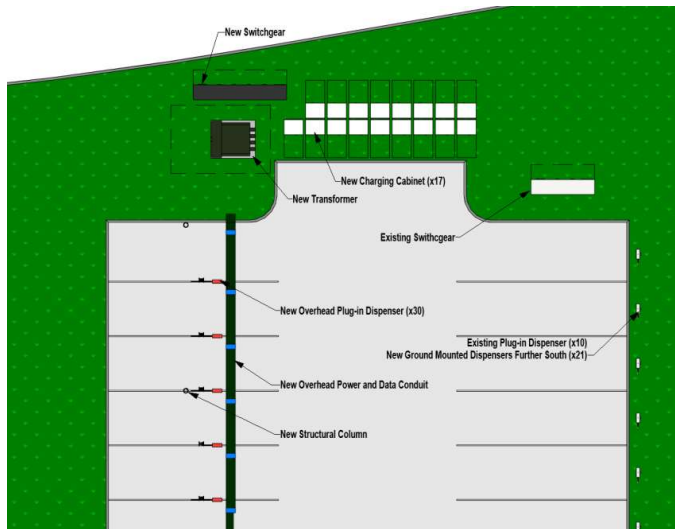 New Switchgear
New Charging Cabinet (x17)
New Transformer
Existing Swithcgear
New Overhead Plug-in Dispenser (x30)
Existing Plug-in Dispenser (x10)
New Ground Mounted Dispensers Further South (x21)
New Overhead Power and Data Conduit
New Structural Column